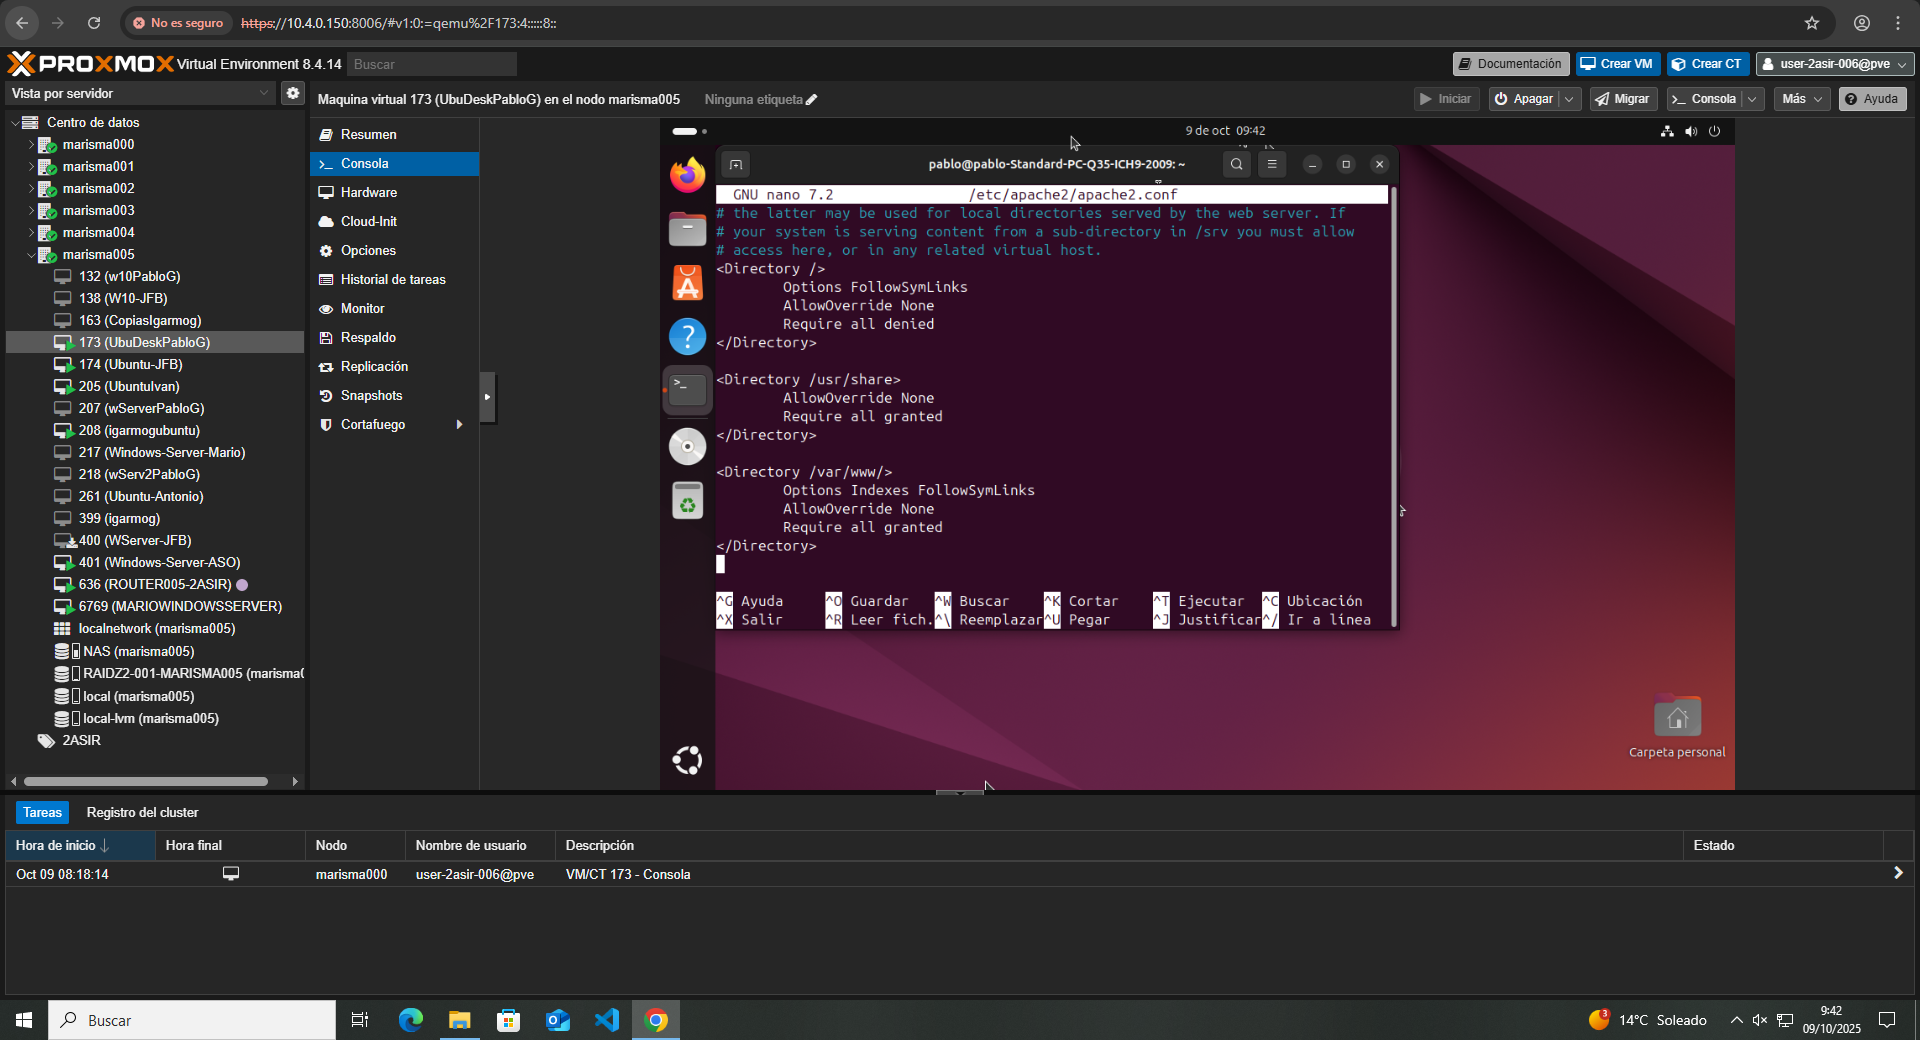 No es seguro
https://10.4.0.150:8006/#v1:0:=qemu%2F173:4:::::8::
PROXMOX Virtual Environment 8.4.14
Buscar
Documentación
Crear VM
Crear CT
user-2asir-006@pve
Vista por servidor
Maquina virtual 173 (UbuDeskPabloG) en el nodo marisma005
Ninguna etiqueta
Iniciar
Apagar
Migrar
Consola
Más
Ayuda
Centro de datos
marisma000
marisma001
marisma002
marisma003
marisma004
marisma005
132 (w10PabloG)
138 (W10-JFB)
163 (CopiasIgarmog)
173 (UbuDeskPabloG)
174 (Ubuntu-JFB)
205 (UbuntuIvan)
207 (wServerPabloG)
208 (igarmogubuntu)
217 (Windows-Server-Mario)
218 (wServ2PabloG)
261 (Ubuntu-Antonio)
399 (igarmog)
400 (WServer-JFB)
401 (Windows-Server-ASO)
636 (ROUTER005-2ASIR)
6769 (MARIOWINDOWSSERVER)
localnetwork (marisma005)
NAS (marisma005)
RAIDZ2-001-MARISMA005 (marisma0
local (marisma005)
local-lvm (marisma005)
2ASIR
Resumen
Consola
Hardware
Cloud-Init
Opciones
Historial de tareas
Monitor
Respaldo
Replicación
Snapshots
Cortafuego
9 de oct 09:42
pablo@pablo-Standard-PC-Q35-ICH9-2009: ~
GNU nano 7.2 /etc/apache2/apache2.conf
# the latter may be used for local directories served by the web server. If
# your system is serving content from a sub-directory in /srv you must allow
# access here, or in any related virtual host.
<Directory />
Options FollowSymLinks
AllowOverride None
Require all denied
</Directory>
<Directory /usr/share>
AllowOverride None
Require all granted
</Directory>
<Directory /var/www/>
Options Indexes FollowSymLinks
AllowOverride None
Require all granted
</Directory>
^G Ayuda ^O Guardar ^W Buscar ^K Cortar ^T Ejecutar ^C Ubicación
^X Salir ^R Leer fich. ^\ Reemplazar ^U Pegar ^J Justificar ^/ Ir a linea
Carpeta personal
Tareas
Registro del cluster
Hora de inicio Hora final Nodo Nombre de usuario Descripción Estado
Oct 09 08:18:14 marisma000 user-2asir-006@pve VM/CT 173 - Consola
Buscar
3
14°C Soleado
9:42
09/10/2025